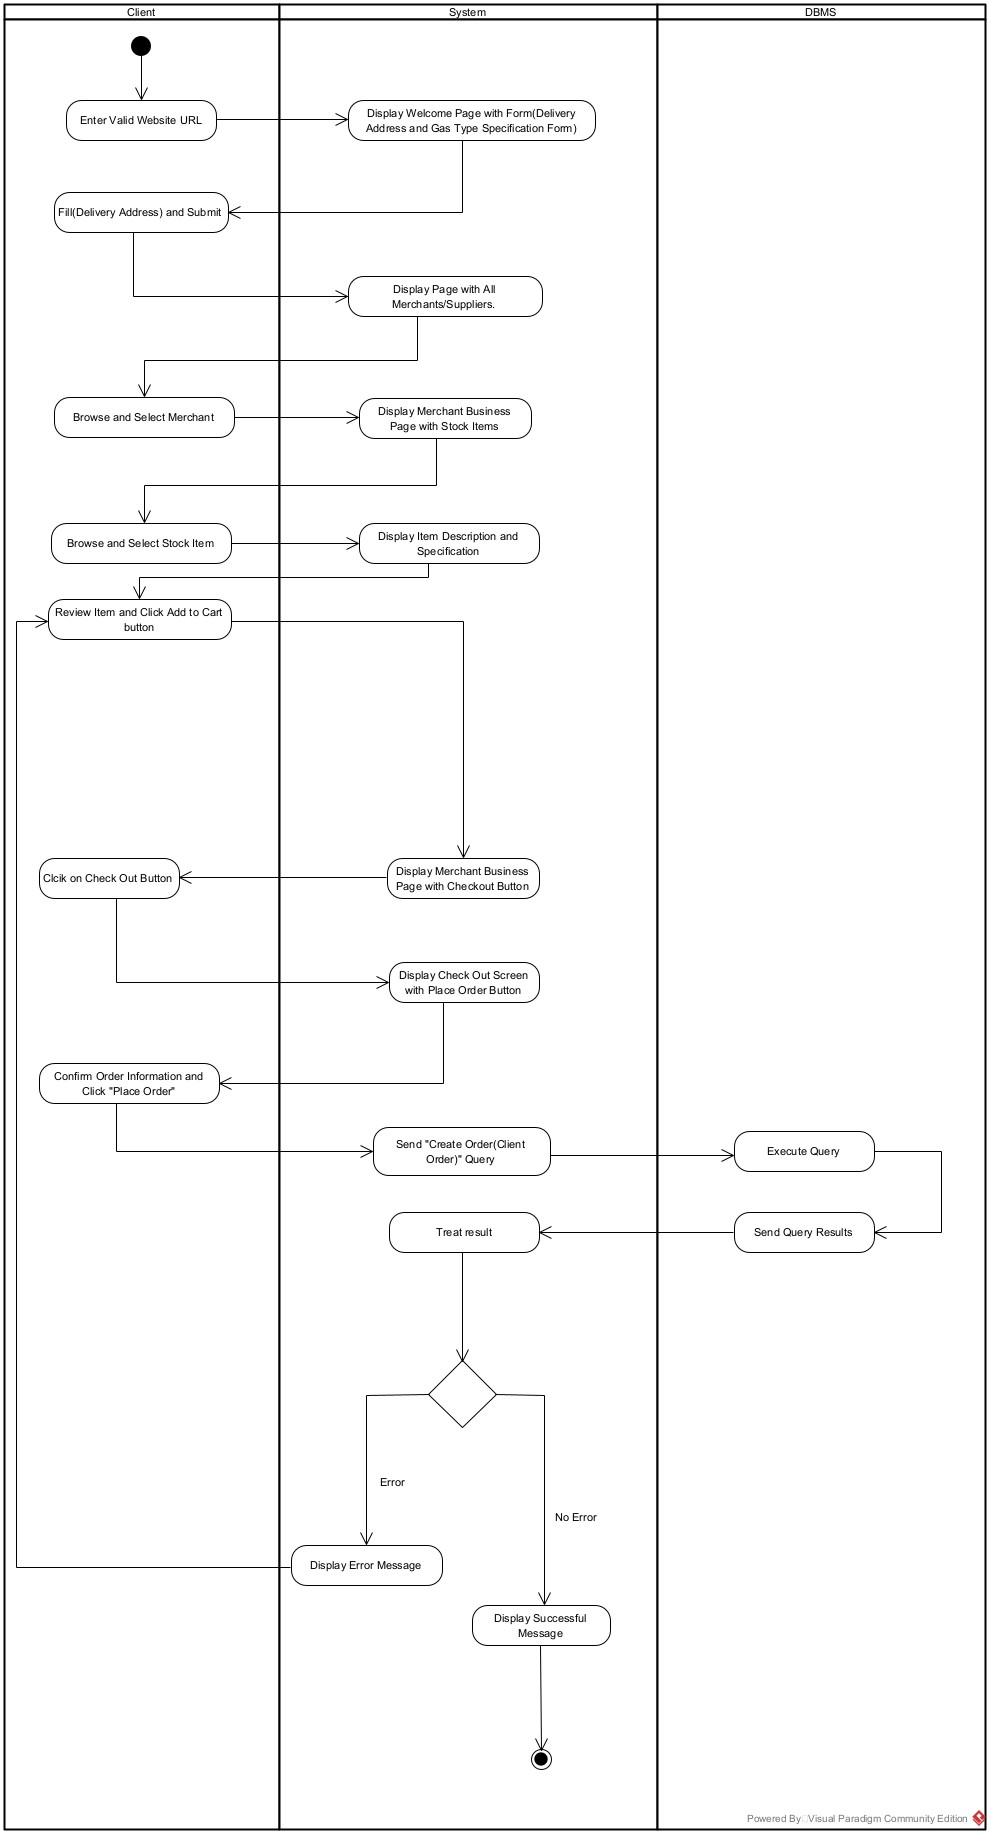 Client
System
DBMS
Enter Valid Website URL
Display Welcome Page with Form(Delivery
Address and Gas Type Specification Form)
Fill(Delivery Address) and Submit
Display Page with All
Merchants/Suppliers.
Browse and Select Merchant
Display Merchant Business
Page with Stock Items
Browse and Select Stock Item
Display Item Description and
Specification
Review Item and Click Add to Cart
button
Clcik on Check Out Button
Display Merchant Business
Page with Checkout Button
Display Check Out Screen
with Place Order Button
Confirm Order Information and
Click "Place Order"
Send "Create Order(Client
Order)" Query
Execute Query
Treat result
Send Query Results
Error
No Error
Display Error Message
Display Successful
Message
Powered By Visual Paradigm Community Edition